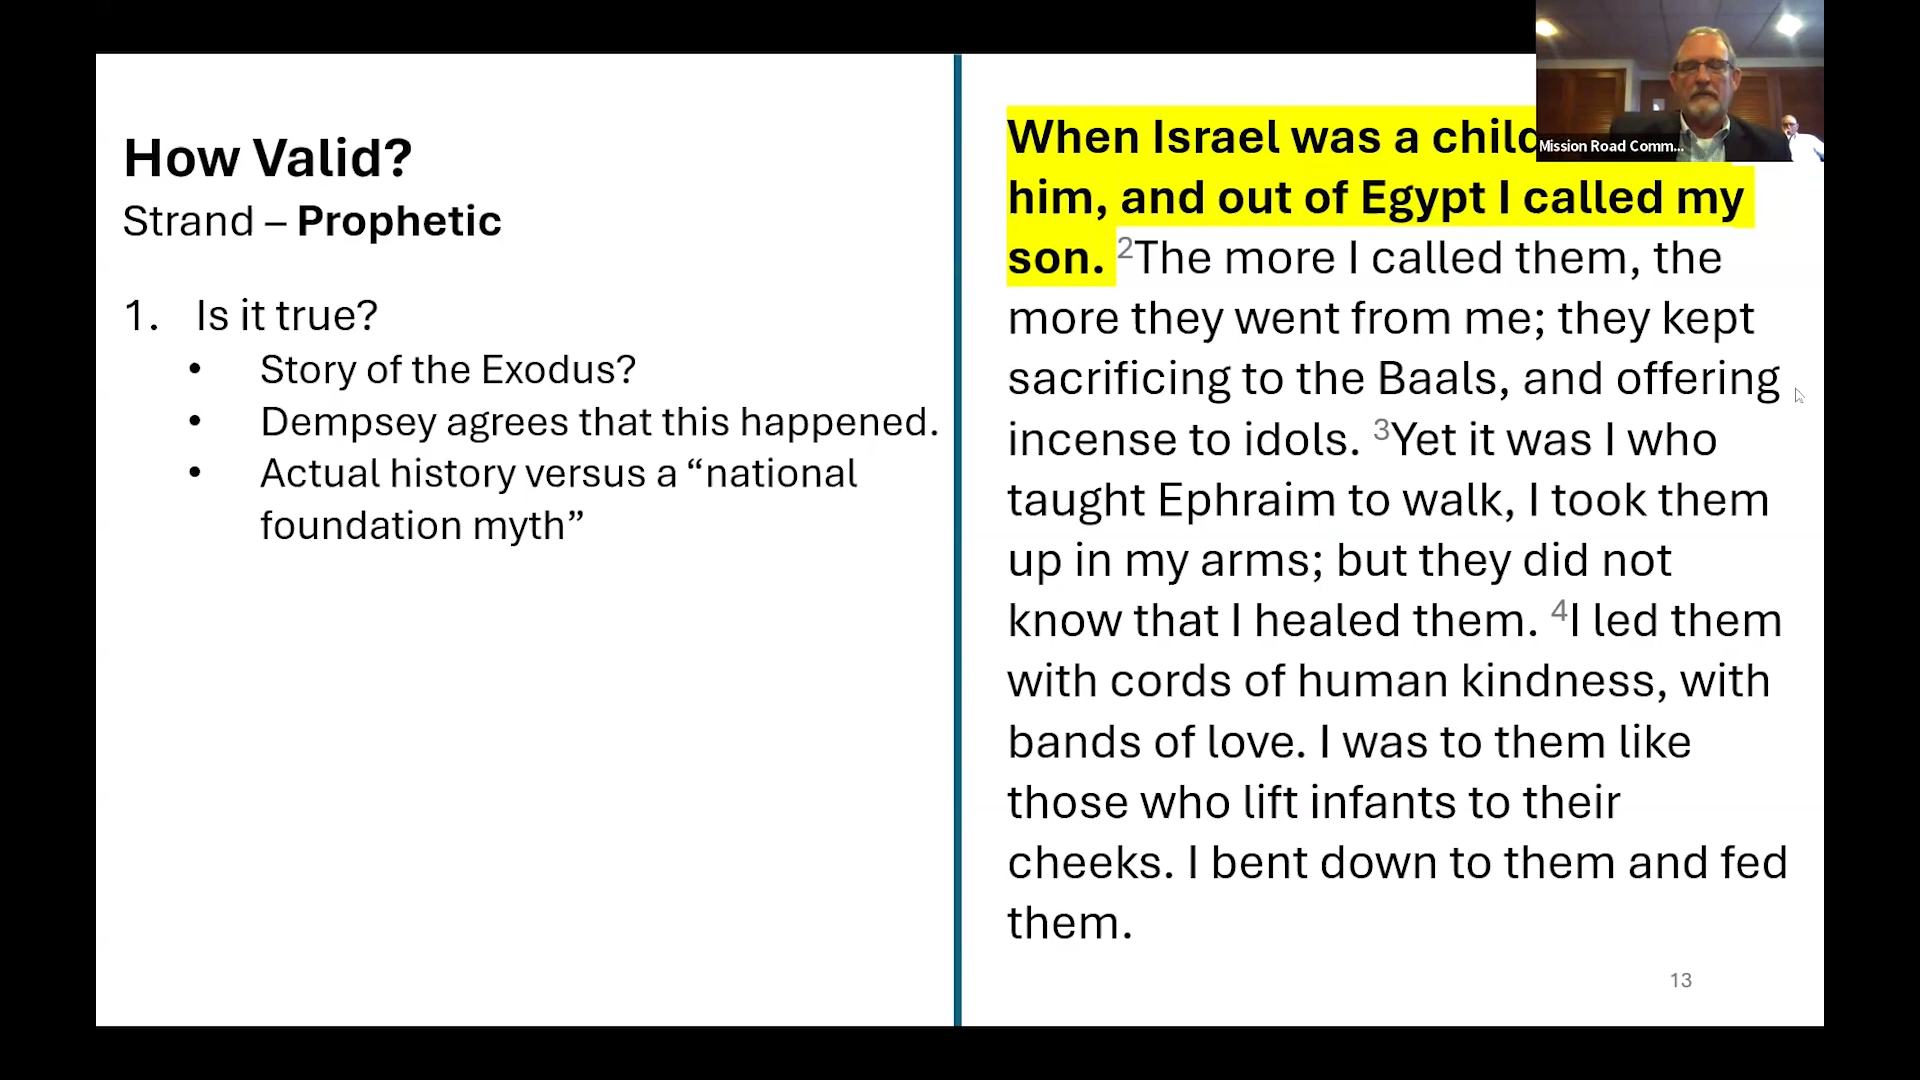 How Valid?
Strand – Prophetic
1. Is it true?
• Story of the Exodus?
• Dempsey agrees that this happened.
• Actual history versus a “national
foundation myth”
When Israel was a child
him, and out of Egypt I called my
son. 2The more I called them, the
more they went from me; they kept
sacrificing to the Baals, and offering
incense to idols. 3Yet it was I who
taught Ephraim to walk, I took them
up in my arms; but they did not
know that I healed them. 4I led them
with cords of human kindness, with
bands of love. I was to them like
those who lift infants to their
cheeks. I bent down to them and fed
them.
13
Mission Road Comm...